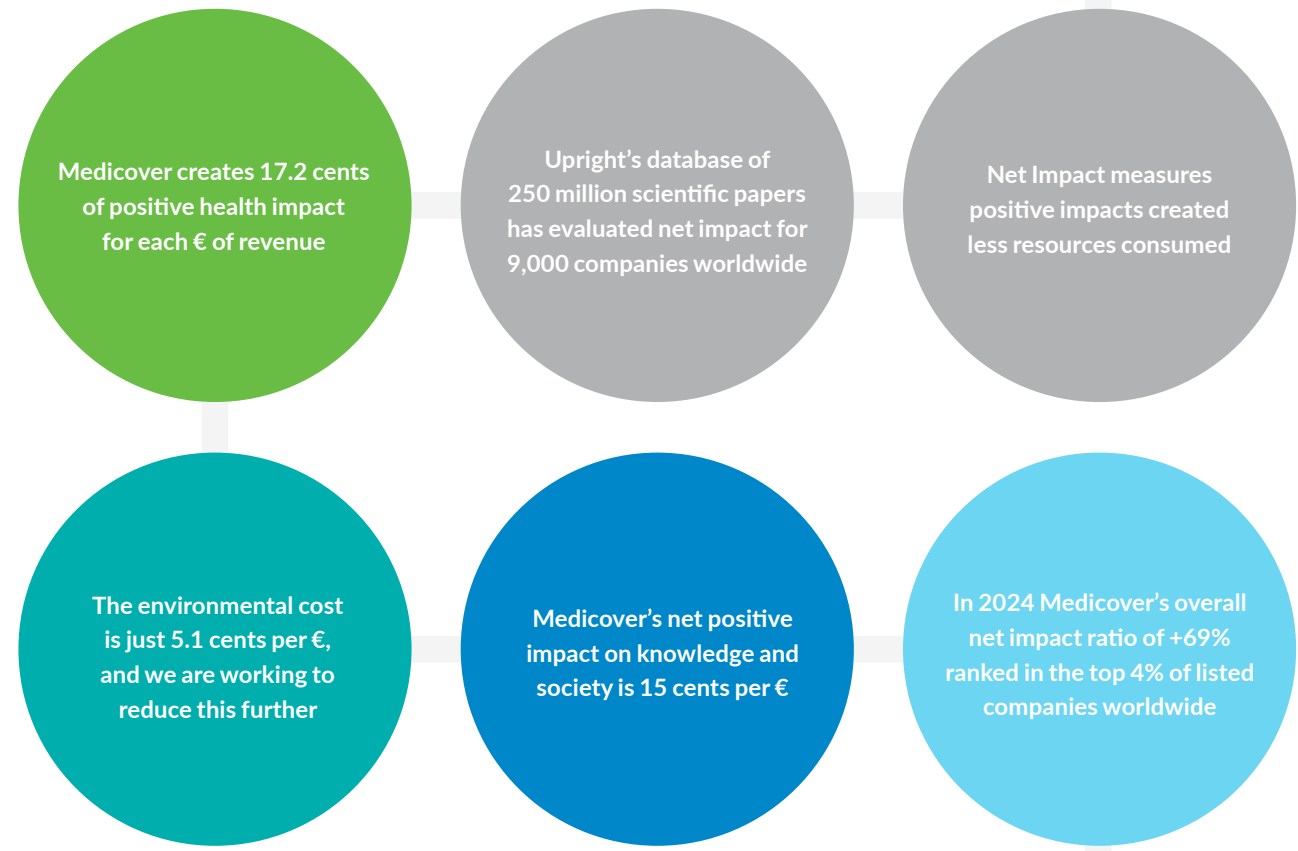 Medicover creates 17.2 cents
of positive health impact
for each € of revenue
Upright’s database of
250 million scientific papers
has evaluated net impact for
9,000 companies worldwide
Net Impact measures
positive impacts created
less resources consumed
The environmental cost
is just 5.1 cents per €,
and we are working to
reduce this further
Medicover’s net positive
impact on knowledge and
society is 15 cents per €
In 2024 Medicover’s overall
net impact ratio of +69%
ranked in the top 4% of listed
companies worldwide